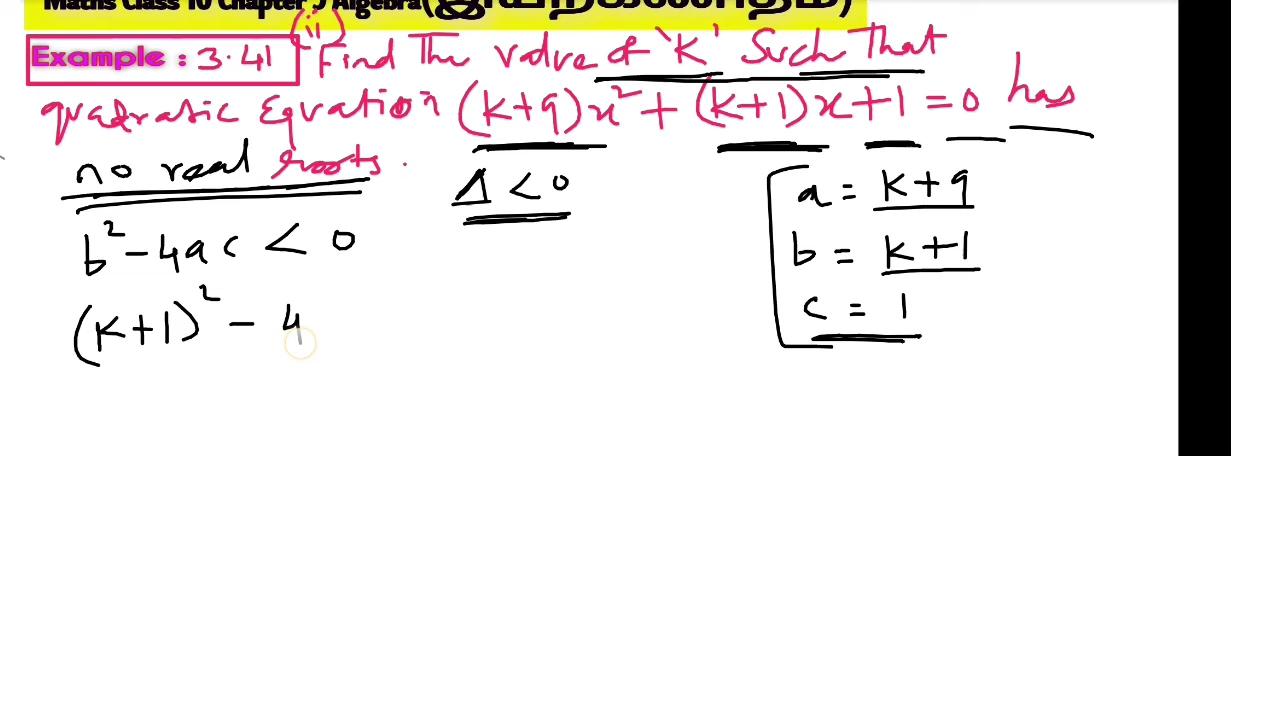 Maths Class 10 Chapter 3 Algebra(இயற்கணிதம்)
Example : 3.41 (ii) Find The value of 'K' Such That
quadratic Equation (k+9)x² + (k+1)x+1 = 0 has
no real roots.
Δ < 0
b² - 4ac < 0
(k+1)² - 4
a = k+9
b = k+1
c = 1